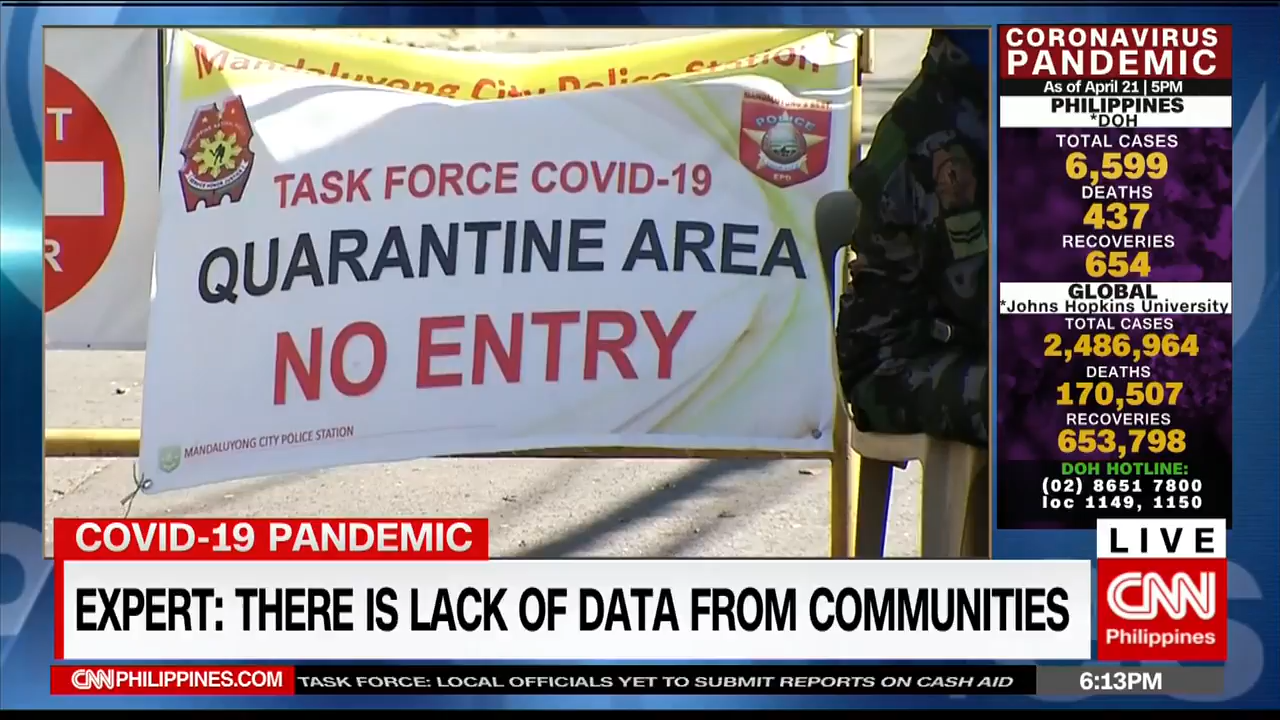 T
R
Mandaluyong City Police Station
POLICE
EPD
TASK FORCE COVID-19
QUARANTINE AREA
NO ENTRY
MANDALUYONG CITY POLICE STATION
CORONAVIRUS
PANDEMIC
As of April 21 | 5PM
PHILIPPINES
*DOH
TOTAL CASES
6,599
DEATHS
437
RECOVERIES
654
GLOBAL
*Johns Hopkins University
TOTAL CASES
2,486,964
DEATHS
170,507
RECOVERIES
653,798
DOH HOTLINE:
(02) 8651 7800
loc 1149, 1150
COVID-19 PANDEMIC
EXPERT: THERE IS LACK OF DATA FROM COMMUNITIES
LIVE
CNN
Philippines
CNNPHILIPPINES.COM
TASK FORCE: LOCAL OFFICIALS YET TO SUBMIT REPORTS ON CASH AID
6:13PM